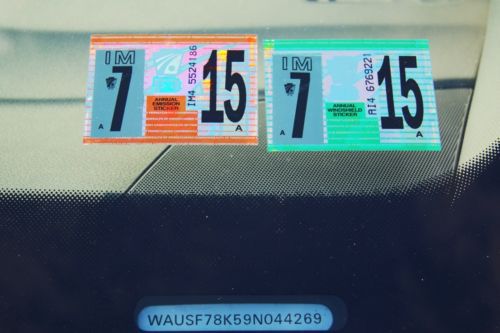 IM
7
15
ANNUAL
EMISSION
STICKER
IM4 5524186
A
A
IM
7
15
ANNUAL
WINDSHIELD
STICKER
AI4 6769221
A
A
WAUSF78K59N044269